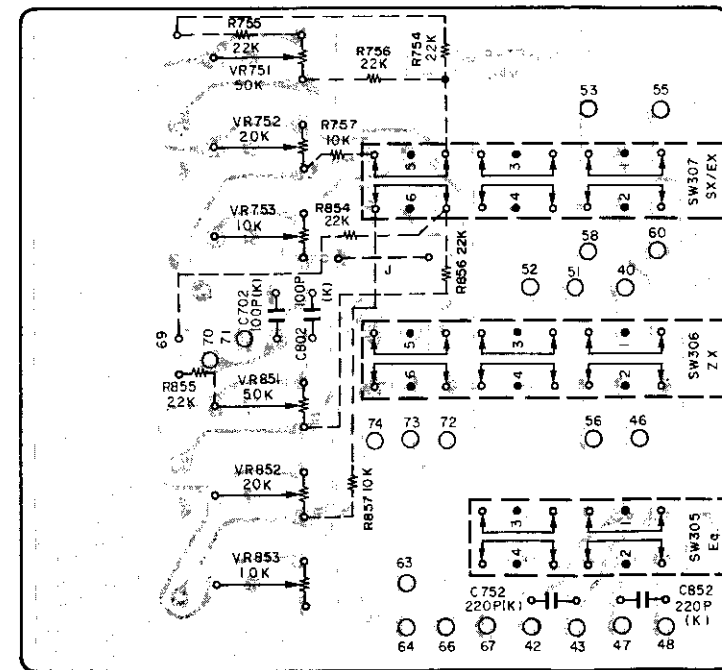 R755
22K
VR751
50K
R756
22K
R754
22K
53
55
VR752
20K
R757
10K
5
3
1
6
4
2
SW307
SX/EX
VR753
10K
R854
22K
J
R856 22K
58
60
52
51
40
69
70
71
C702
100P(K)
100P
(K)
C802
5
3
1
6
4
2
SW306
ZX
R855
22K
VR851
50K
74
73
72
56
46
VR852
20K
R857 10K
3
1
4
2
SW305
Eq.
VR853
10K
63
C752
220P(K)
C852
220P
(K)
64
66
67
42
43
47
48